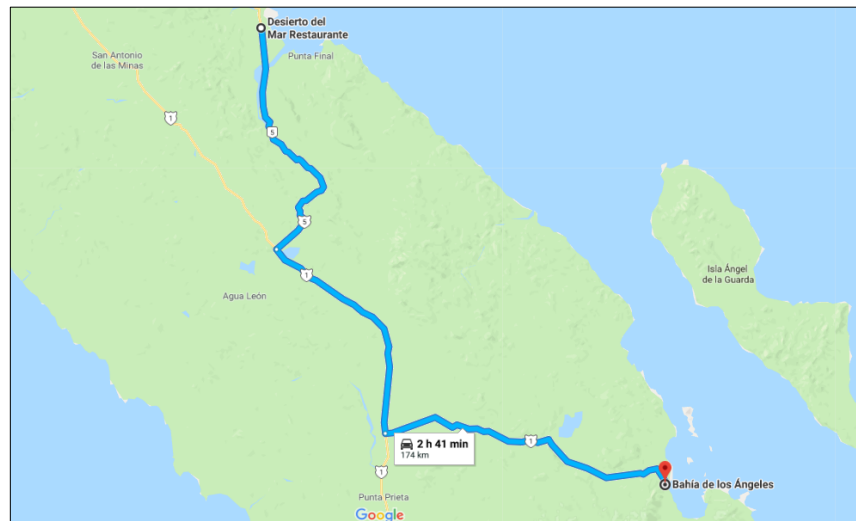 Desierto del
Mar Restaurante
San Antonio
de las Minas
Punta Final
1
5
5
1
Isla Ángel
de la Guarda
Agua León
2 h 41 min
174 km
1
1
Bahía de los Ángeles
Punta Prieta
Google